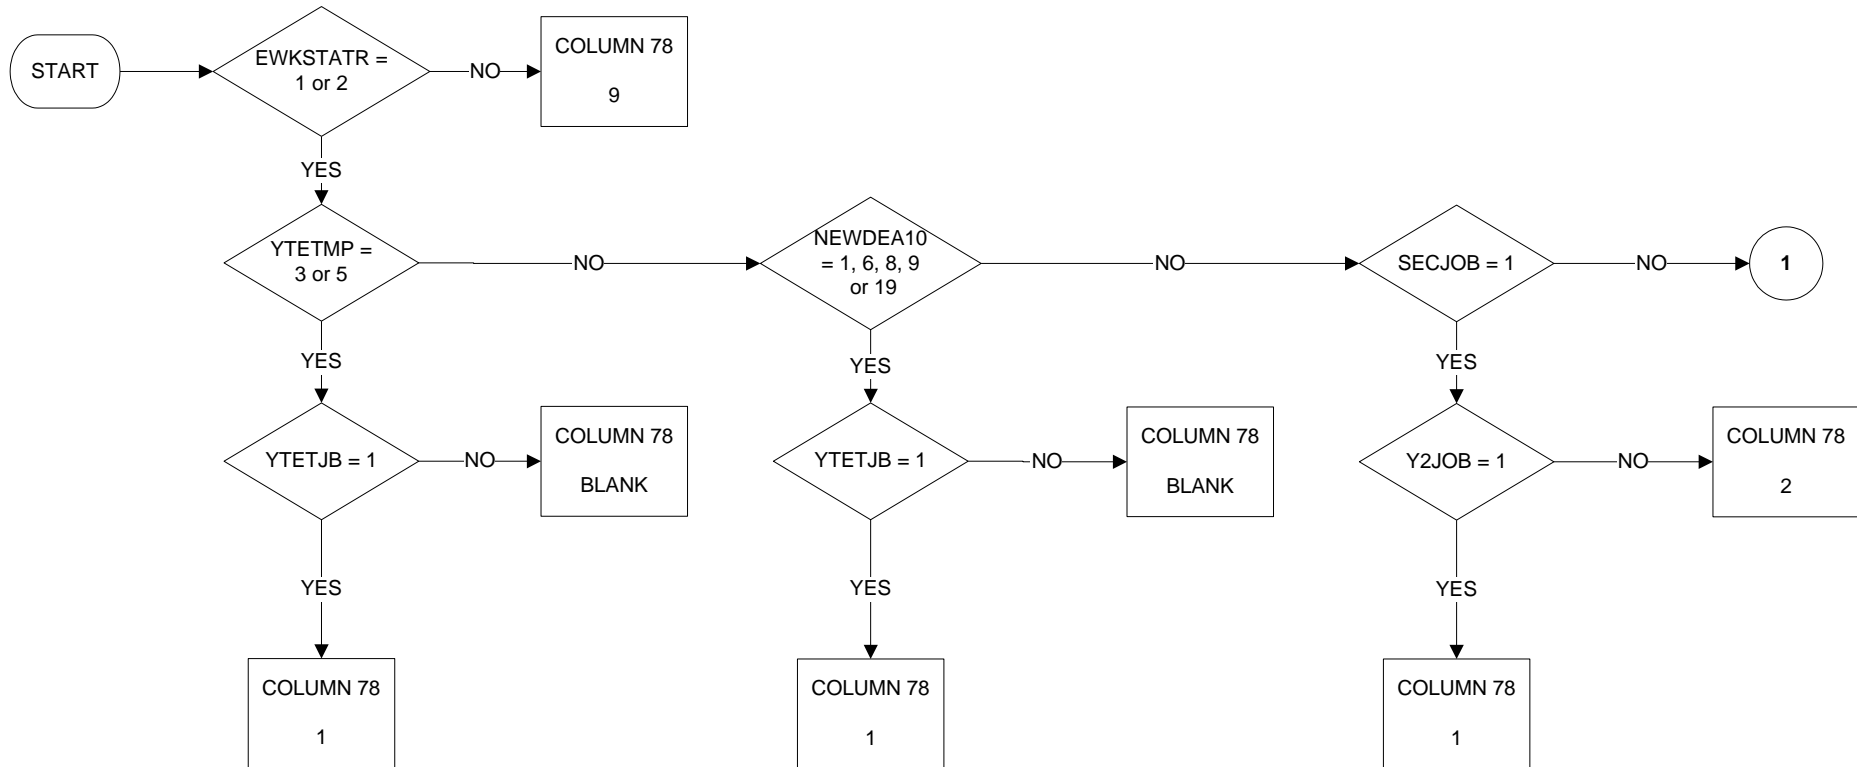 START
EWKSTATR =
1 or 2
NO
COLUMN 78
9
YES
YTETMP =
3 or 5
NO
NEWDEA10
= 1, 6, 8, 9
or 19
NO
SECJOB = 1
NO
1
YES
YES
YES
YTETJB = 1
NO
COLUMN 78
BLANK
YTETJB = 1
NO
COLUMN 78
BLANK
Y2JOB = 1
NO
COLUMN 78
2
YES
YES
YES
COLUMN 78
1
COLUMN 78
1
COLUMN 78
1